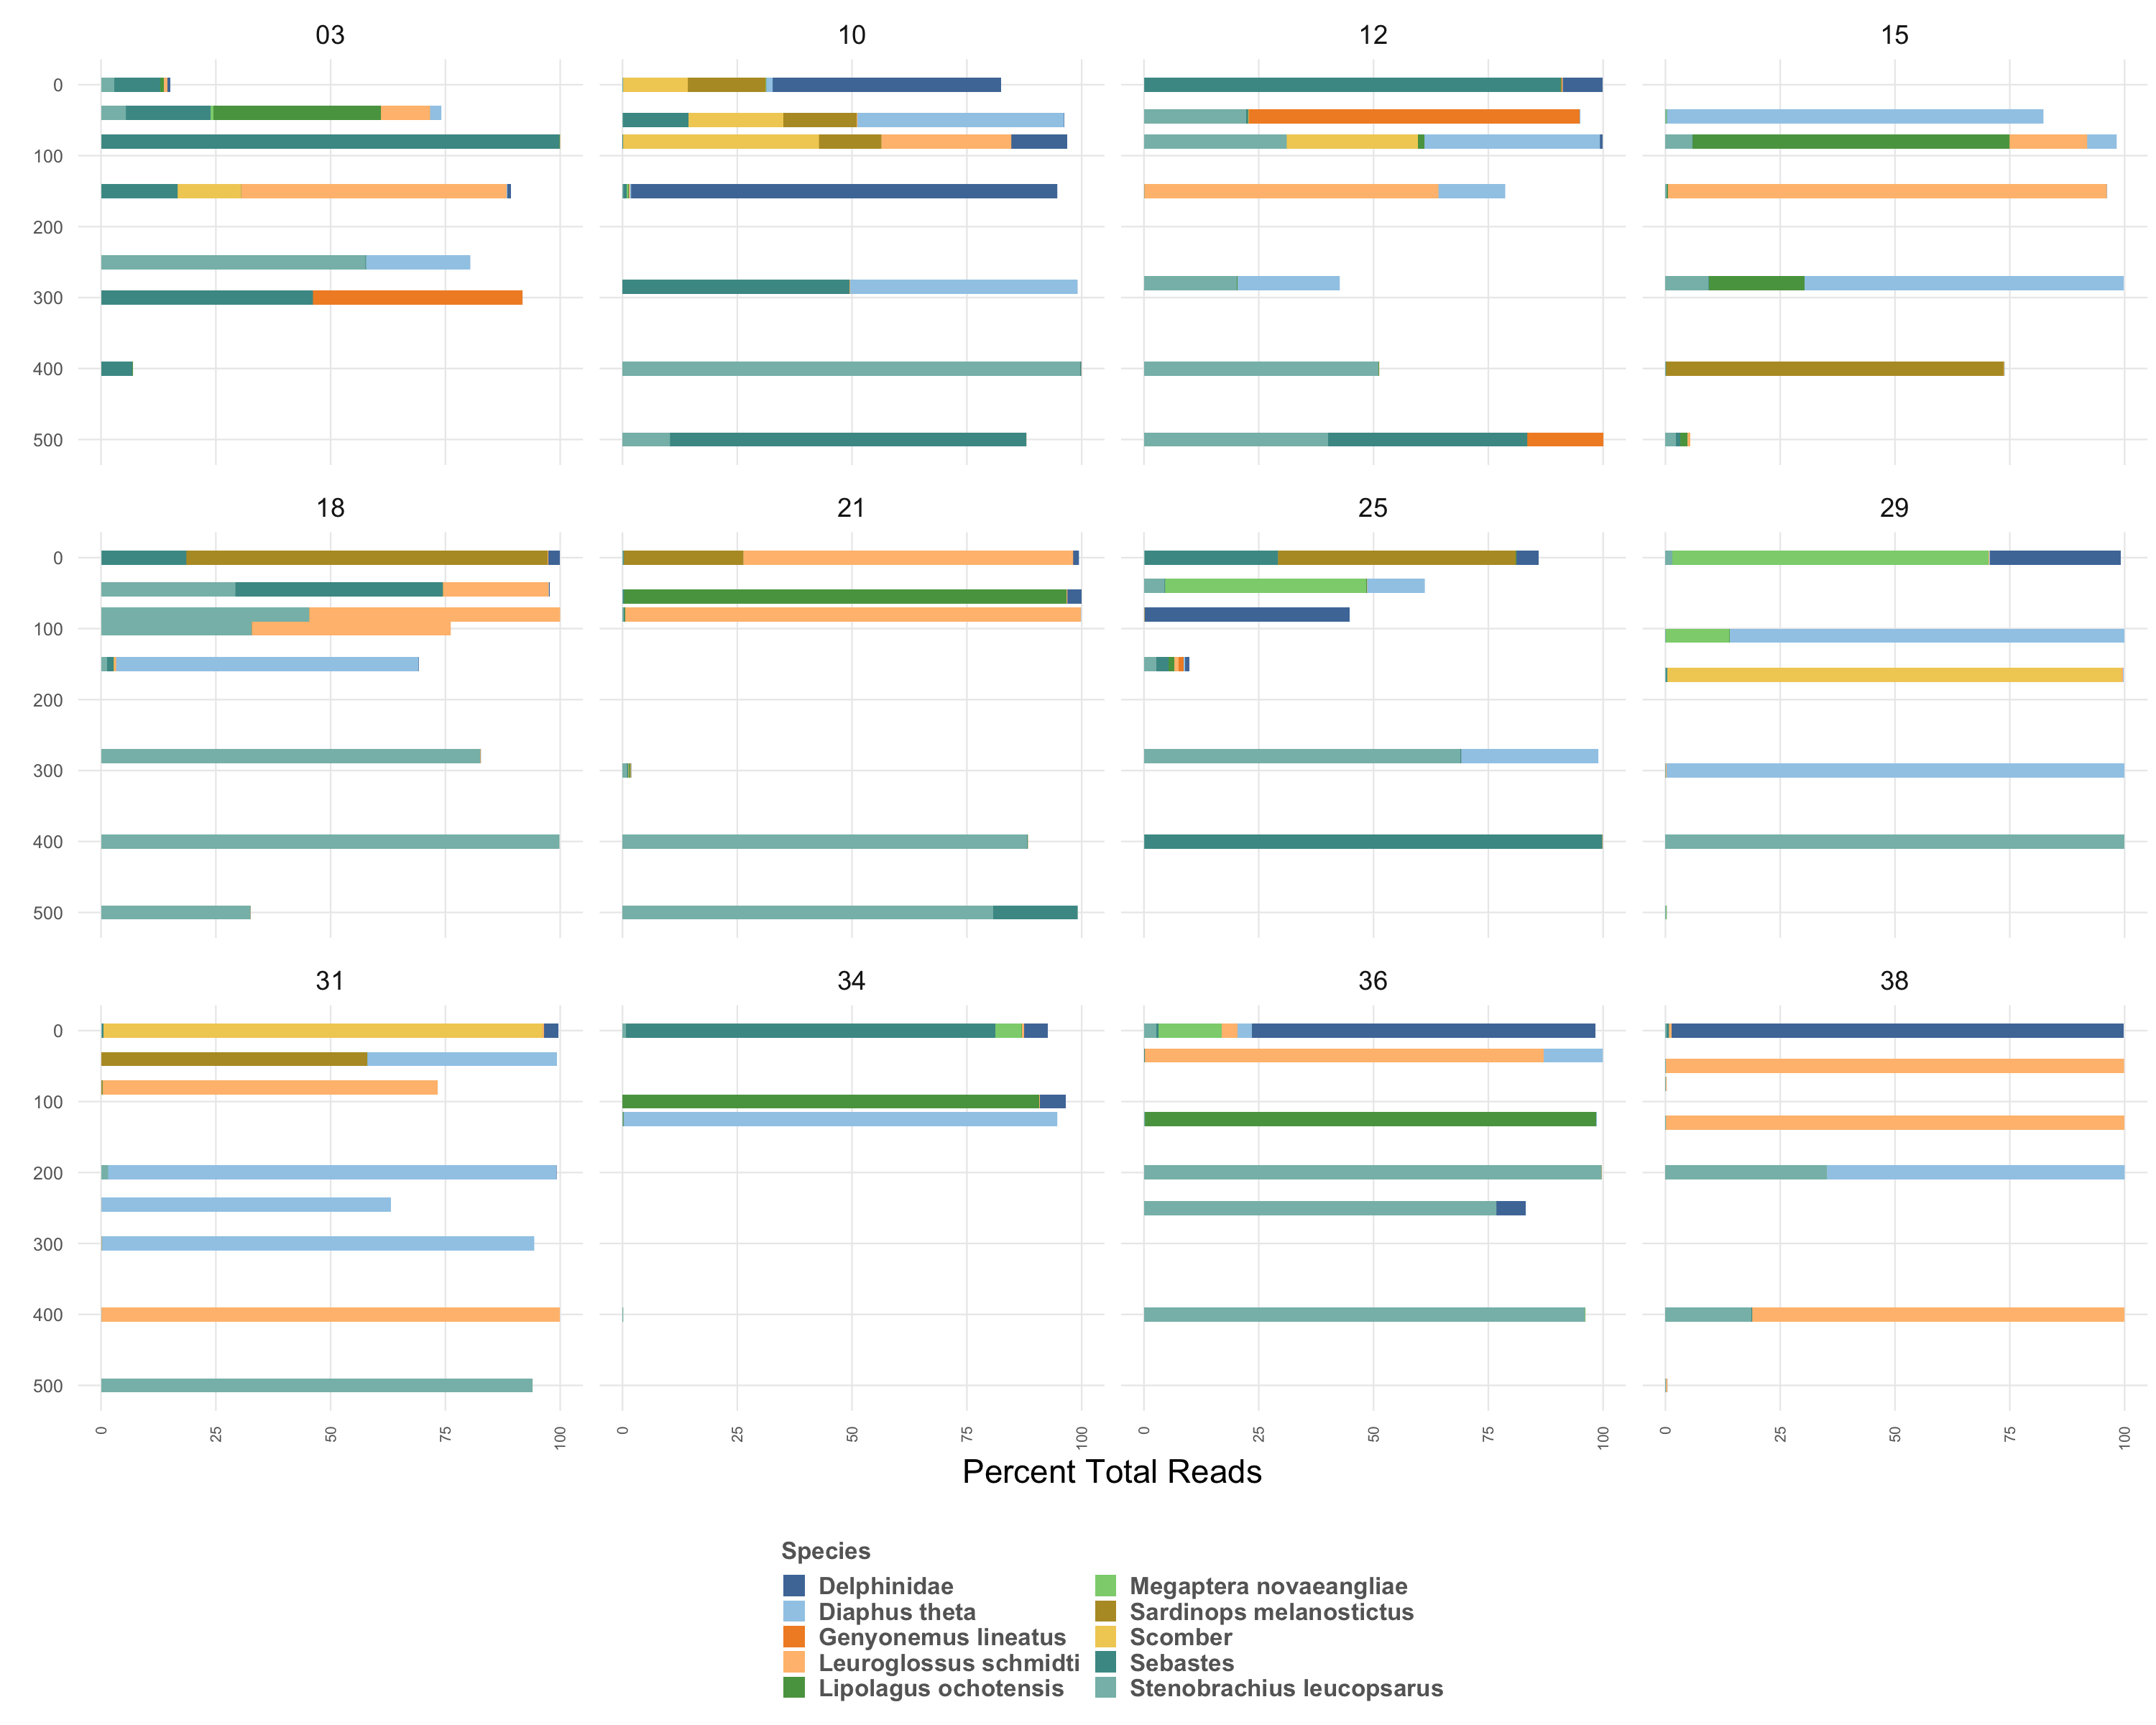 03 10 12 15
0
100
200
300
400
500
18 21 25 29
0
100
200
300
400
500
31 34 36 38
0
100
200
300
400
500
0 25 50 75 100 0 25 50 75 100 0 25 50 75 100 0 25 50 75 100
Percent Total Reads
Species
Delphinidae Megaptera novaeangliae
Diaphus theta Sardinops melanostictus
Genyonemus lineatus Scomber
Leuroglossus schmidti Sebastes
Lipolagus ochotensis Stenobrachius leucopsarus